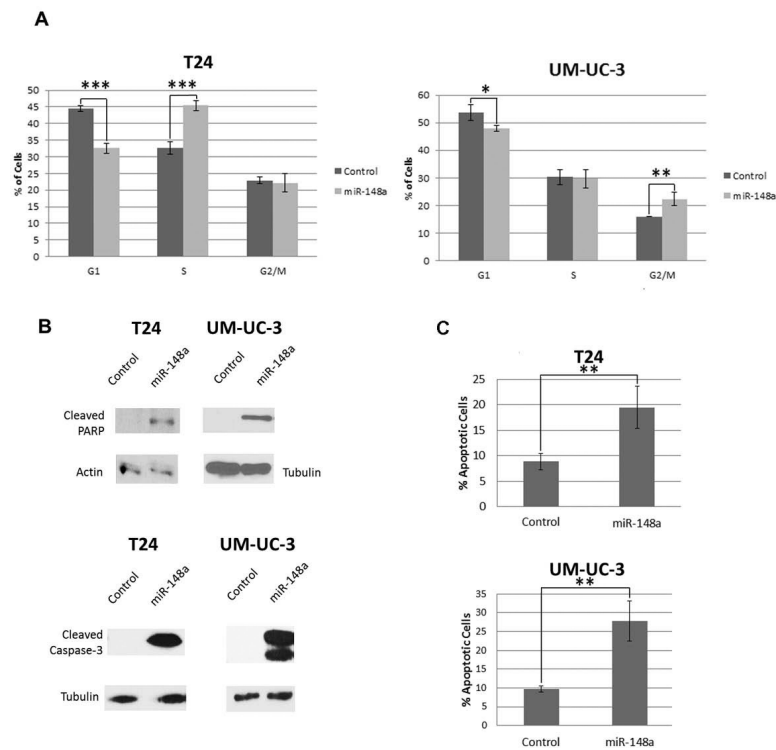 A
T24
***
***
50
45
40
35
30
25
20
15
10
5
0
% of Cells
G1
S
G2/M
Control
miR-148a
UM-UC-3
*
**
60
50
40
30
20
10
0
% of Cells
G1
S
G2/M
Control
miR-148a
B
T24
UM-UC-3
Control
miR-148a
Control
miR-148a
Cleaved
PARP
Actin
Tubulin
T24
UM-UC-3
Control
miR-148a
Control
miR-148a
Cleaved
Caspase-3
Tubulin
C
T24
**
25
20
15
10
5
0
% Apoptotic Cells
Control
miR-148a
UM-UC-3
**
35
30
25
20
15
10
5
0
% Apoptotic Cells
Control
miR-148a